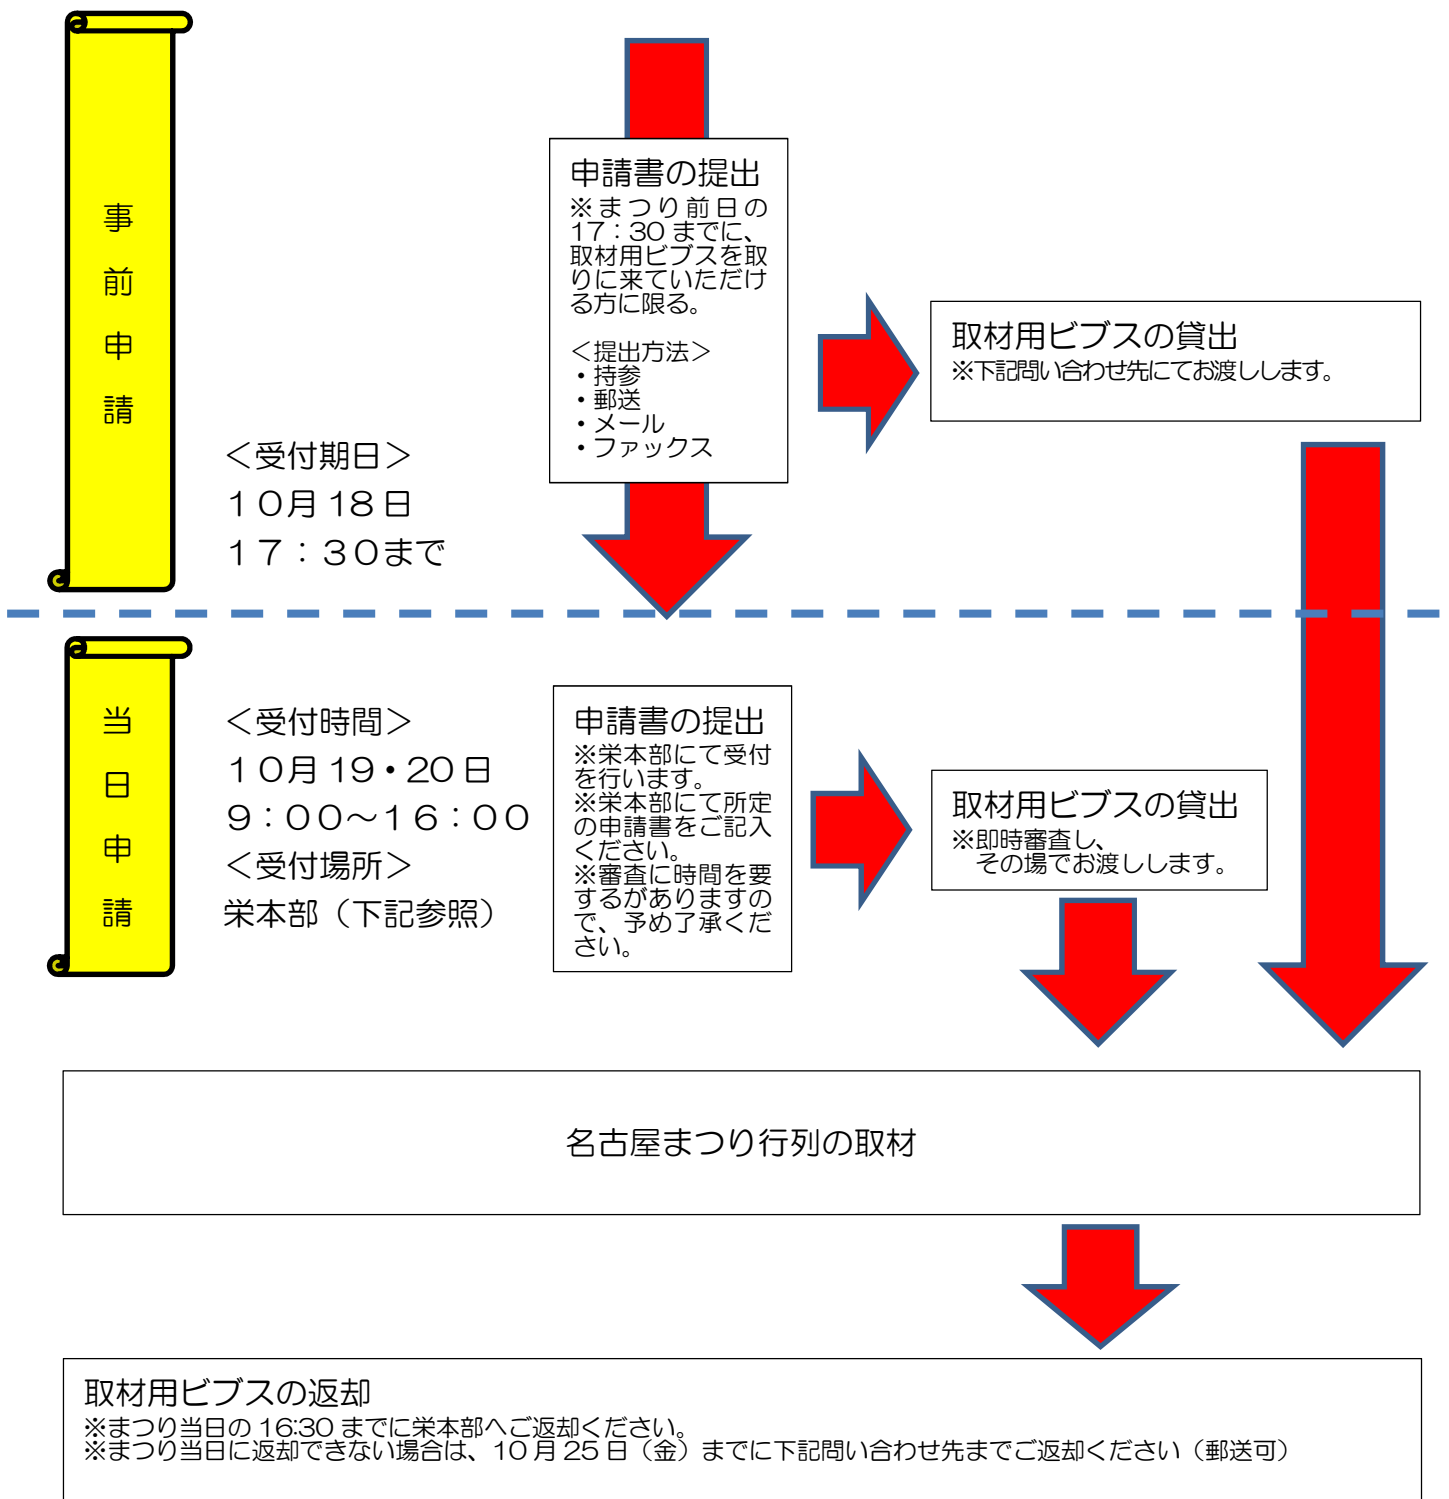 事前申請
<受付期日>
10月18日
17：30まで
申請書の提出
※まつり前日の
17：30 までに、
取材用ビブスを取
りに来ていただけ
る方に限る。
<提出方法>
・持参
・郵送
・メール
・ファックス
取材用ビブスの貸出
※下記問い合わせ先にてお渡しします。
当日申請
<受付時間>
10月19・20日
9：00～16：00
<受付場所>
栄本部（下記参照）
申請書の提出
※栄本部にて受付
を行います。
※栄本部にて所定
の申請書をご記入
ください。
※審査に時間を要
するがありますの
で、予め了承くだ
さい。
取材用ビブスの貸出
※即時審査し、
その場でお渡しします。
名古屋まつり行列の取材
取材用ビブスの返却
※まつり当日の 16:30 までに栄本部へご返却ください。
※まつり当日に返却できない場合は、10月25日（金）までに下記問い合わせ先までご返却ください（郵送可）